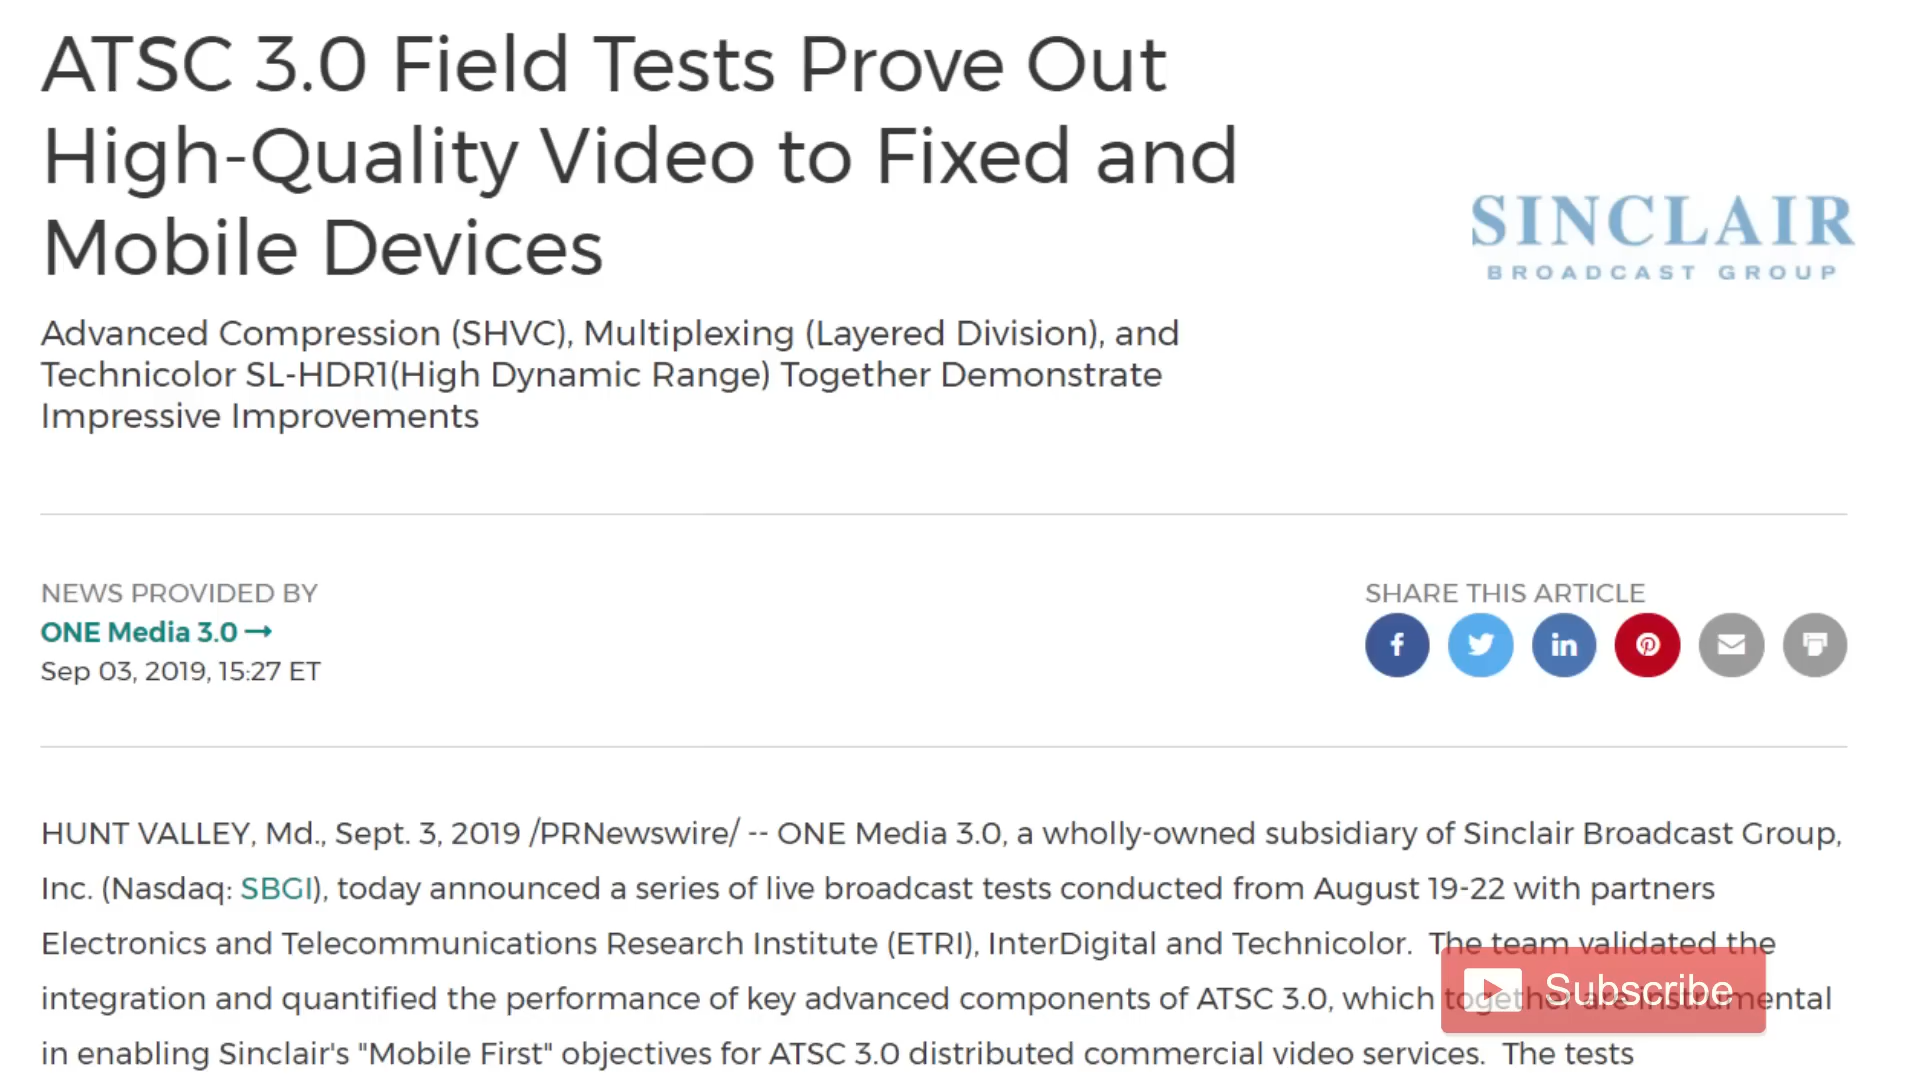 ATSC 3.0 Field Tests Prove Out
High-Quality Video to Fixed and
Mobile Devices
SINCLAIR
BROADCAST GROUP
Advanced Compression (SHVC), Multiplexing (Layered Division), and
Technicolor SL-HDR1(High Dynamic Range) Together Demonstrate
Impressive Improvements
NEWS PROVIDED BY
ONE Media 3.0 →
Sep 03, 2019, 15:27 ET
SHARE THIS ARTICLE
HUNT VALLEY, Md., Sept. 3, 2019 /PRNewswire/ -- ONE Media 3.0, a wholly-owned subsidiary of Sinclair Broadcast Group,
Inc. (Nasdaq: SBGI), today announced a series of live broadcast tests conducted from August 19-22 with partners
Electronics and Telecommunications Research Institute (ETRI), InterDigital and Technicolor. The team validated the
integration and quantified the performance of key advanced components of ATSC 3.0, which together are instrumental
in enabling Sinclair's "Mobile First" objectives for ATSC 3.0 distributed commercial video services. The tests
Subscribe